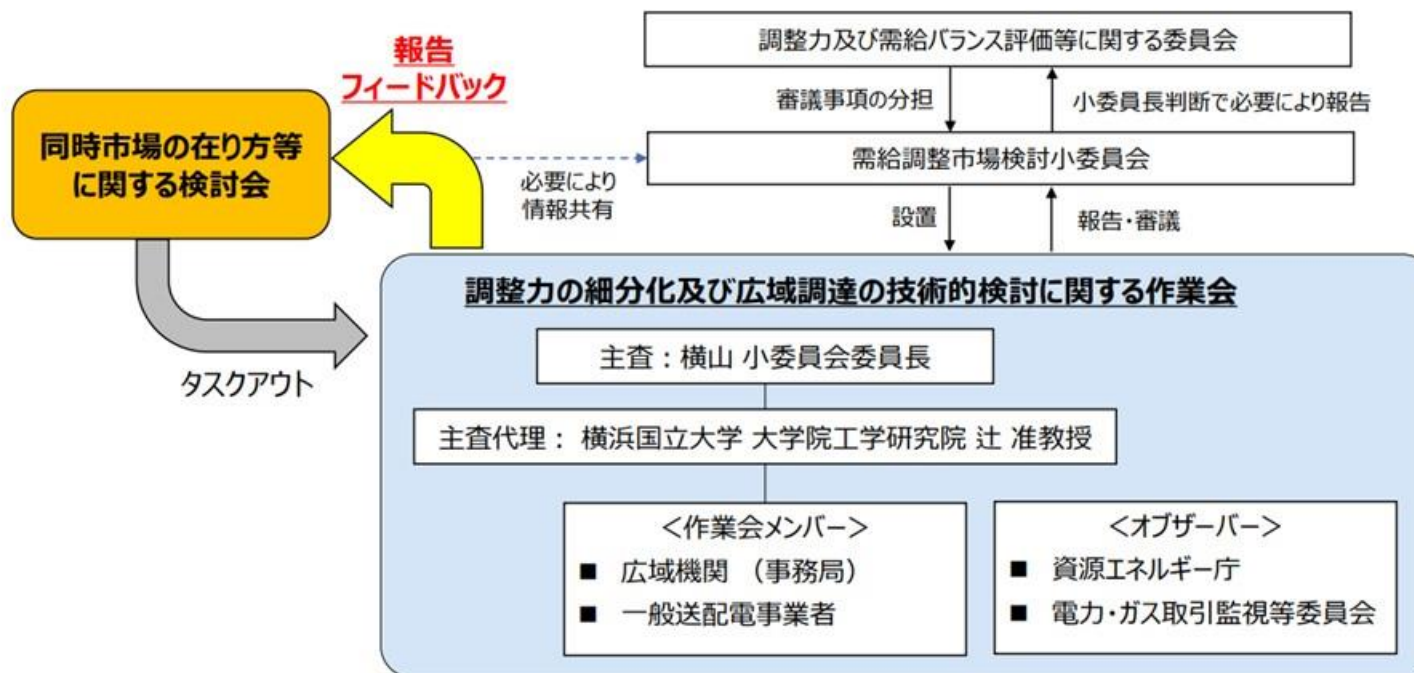 報告
フィードバック
調整力及び需給バランス評価等に関する委員会
審議事項の分担
小委員長判断で必要により報告
同時市場の在り方等
に関する検討会
需給調整市場検討小委員会
必要により
情報共有
設置
報告・審議
タスクアウト
調整力の細分化及び広域調達の技術的検討に関する作業会
主査：横山 小委員会委員長
主査代理： 横浜国立大学 大学院工学研究院 辻 准教授
＜作業会メンバー＞
■ 広域機関 （事務局）
■ 一般送配電事業者
＜オブザーバー＞
■ 資源エネルギー庁
■ 電力・ガス取引監視等委員会